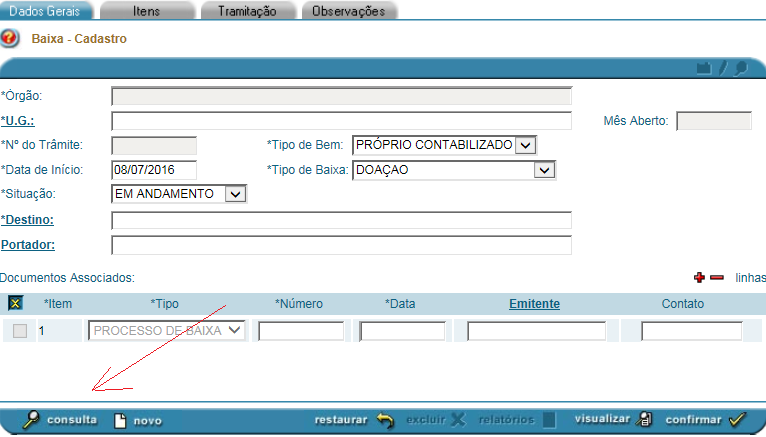 Dados Gerais Itens Tramitação Observações
Baixa - Cadastro
*Órgão:
*U.G.: Mês Aberto:
*Nº do Trâmite: *Tipo de Bem: PRÓPRIO CONTABILIZADO
*Data de Início: 08/07/2016 *Tipo de Baixa: DOAÇAO
*Situação: EM ANDAMENTO
*Destino:
Portador:
Documentos Associados: linhas
*Item *Tipo *Número *Data Emitente Contato
1 PROCESSO DE BAIXA
consulta novo restaurar excluir relatórios visualizar confirmar